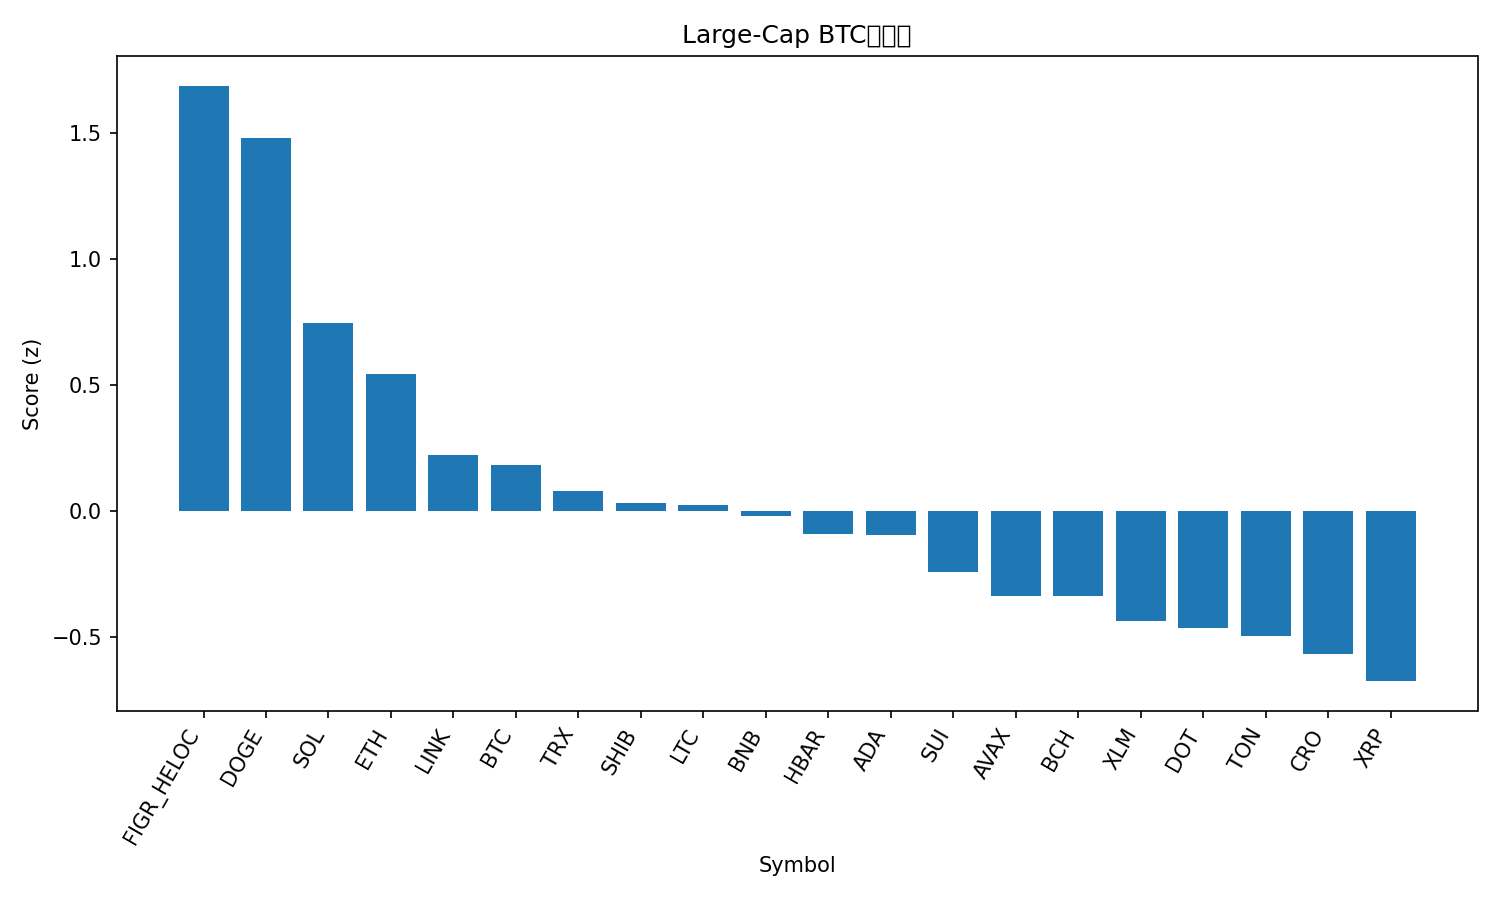 Large-Cap BTC
1.5
1.0
0.5
0.0
−0.5
Score (z)
FIGR_HELOC
DOGE
SOL
ETH
LINK
BTC
TRX
SHIB
LTC
BNB
HBAR
ADA
SUI
AVAX
BCH
XLM
DOT
TON
CRO
XRP
Symbol